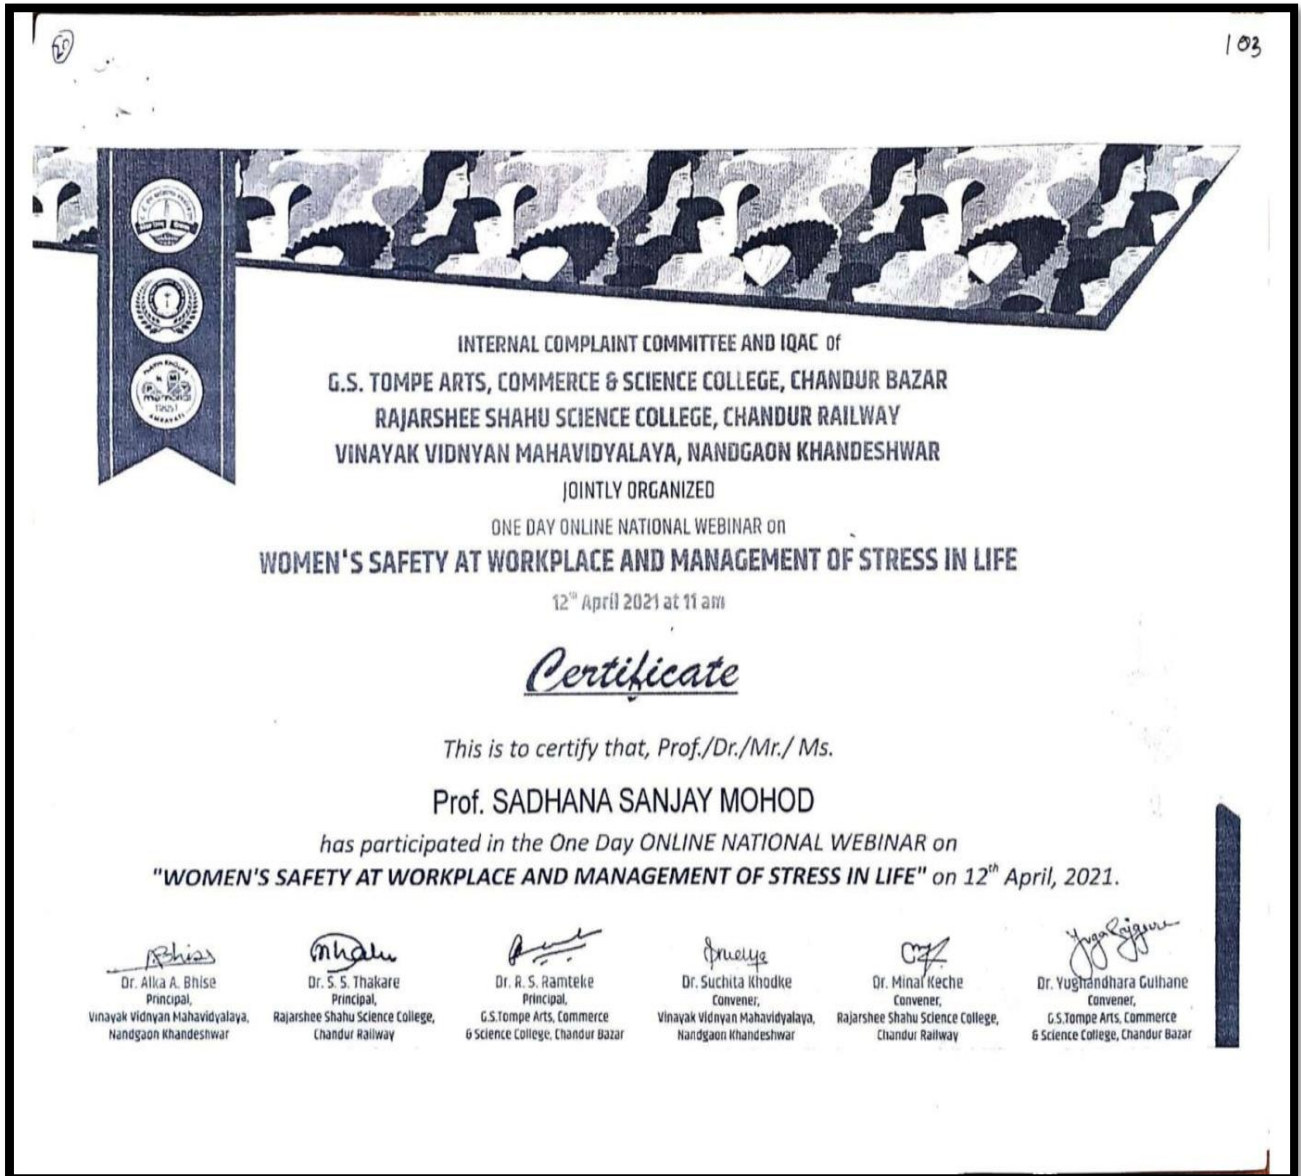 20
103
INTERNAL COMPLAINT COMMITTEE AND IQAC of
G.S. TOMPE ARTS, COMMERCE & SCIENCE COLLEGE, CHANDUR BAZAR
RAJARSHEE SHAHU SCIENCE COLLEGE, CHANDUR RAILWAY
VINAYAK VIDNYAN MAHAVIDYALAYA, NANDGAON KHANDESHWAR
JOINTLY ORGANIZED
ONE DAY ONLINE NATIONAL WEBINAR on
WOMEN'S SAFETY AT WORKPLACE AND MANAGEMENT OF STRESS IN LIFE
12th April 2021 at 11 am
Certificate
This is to certify that, Prof./Dr./Mr./ Ms.
Prof. SADHANA SANJAY MOHOD
has participated in the One Day ONLINE NATIONAL WEBINAR on
"WOMEN'S SAFETY AT WORKPLACE AND MANAGEMENT OF STRESS IN LIFE" on 12th April, 2021.
Dr. Alka A. Bhise
Principal,
Vinayak Vidnyan Mahavidyalaya,
Nandgaon Khandeshwar
Dr. S. S. Thakare
Principal,
Rajarshee Shahu Science College,
Chandur Railway
Dr. R. S. Ramteke
Principal,
G.S.Tompe Arts, Commerce
& Science College, Chandur Bazar
Dr. Suchita Khodke
Convener,
Vinayak Vidnyan Mahavidyalaya,
Nandgaon Khandeshwar
Dr. Minal Keche
Convener,
Rajarshee Shahu Science College,
Chandur Railway
Dr. Yughandhara Gulhane
Convener,
G.S.Tompe Arts, Commerce
& Science College, Chandur Bazar